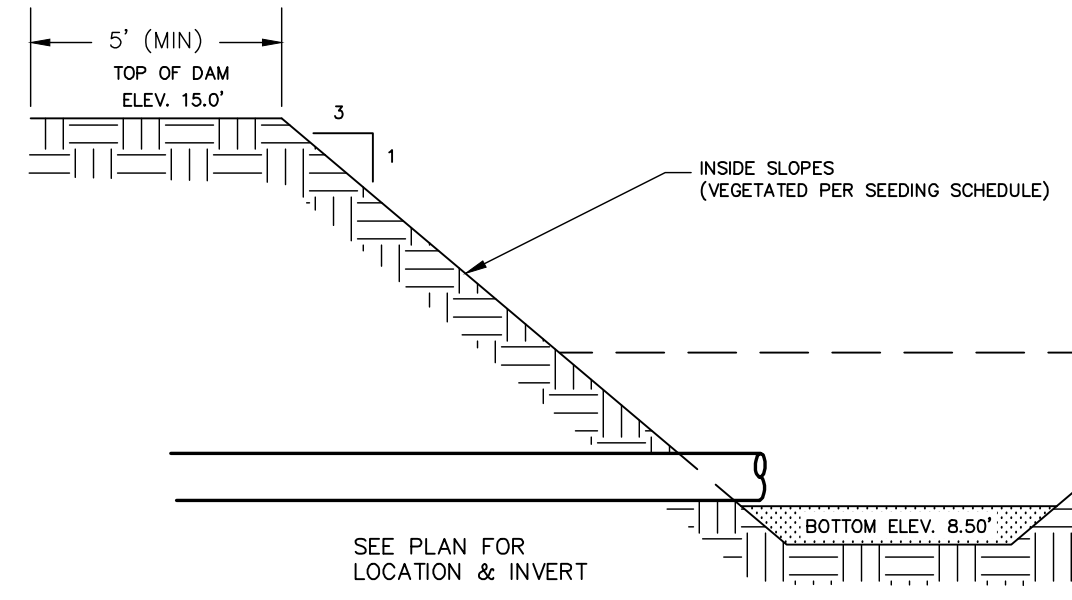 5' (MIN)
TOP OF DAM
ELEV. 15.0'
3
1
INSIDE SLOPES
(VEGETATED PER SEEDING SCHEDULE)
BOTTOM ELEV. 8.50'
SEE PLAN FOR
LOCATION & INVERT